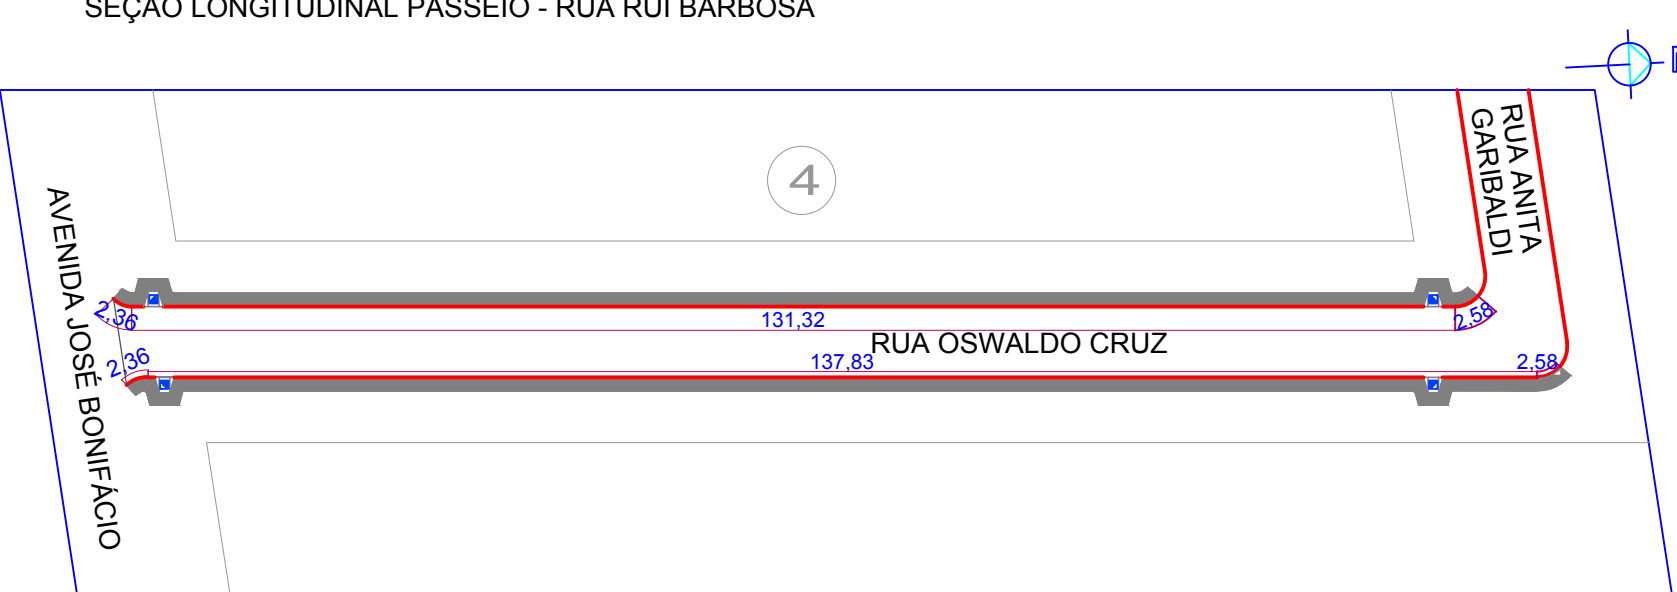 SEÇÃO LONGITUDINAL PASSEIO - RUA RUI BARBOSA
4
RUA ANITA
GARIBALDI
AVENIDA JOSÉ BONIFÁCIO
2,36
131,32
2,58
RUA OSWALDO CRUZ
2,36
137,83
2,58